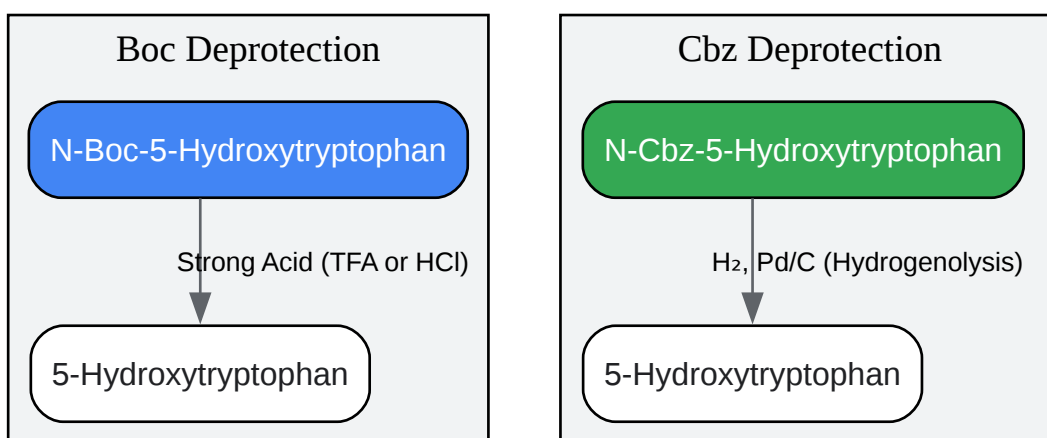 Boc Deprotection
N-Boc-5-Hydroxytryptophan
Strong Acid (TFA or HCl)
5-Hydroxytryptophan
Cbz Deprotection
N-Cbz-5-Hydroxytryptophan
H₂, Pd/C (Hydrogenolysis)
5-Hydroxytryptophan